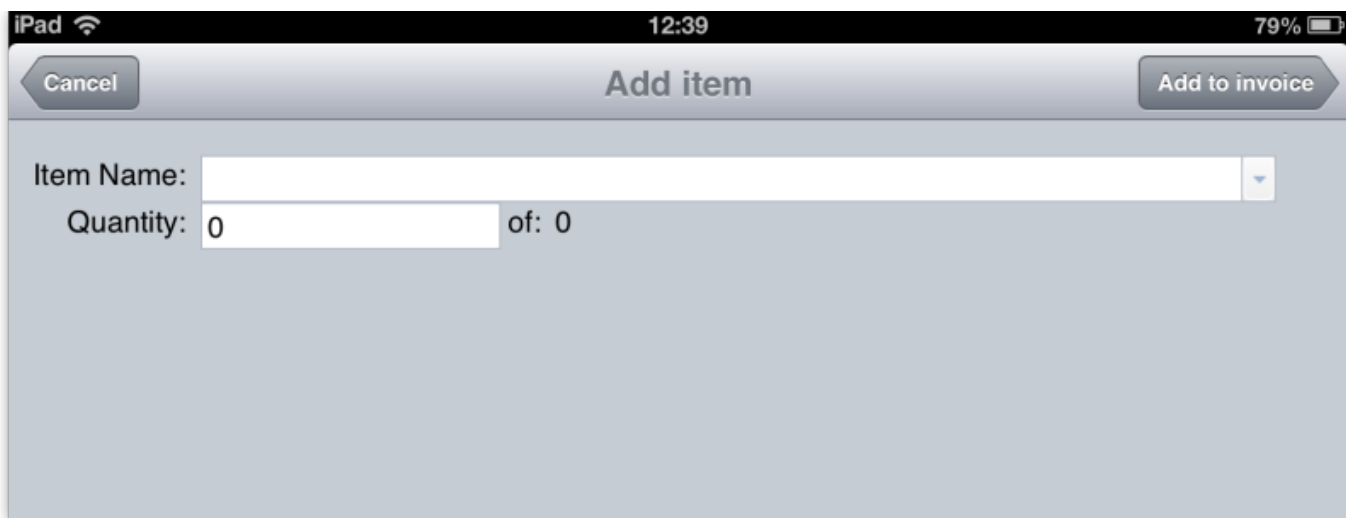 iPad 12:39 79%
Cancel Add item Add to invoice
Item Name:
Quantity: 0 of: 0